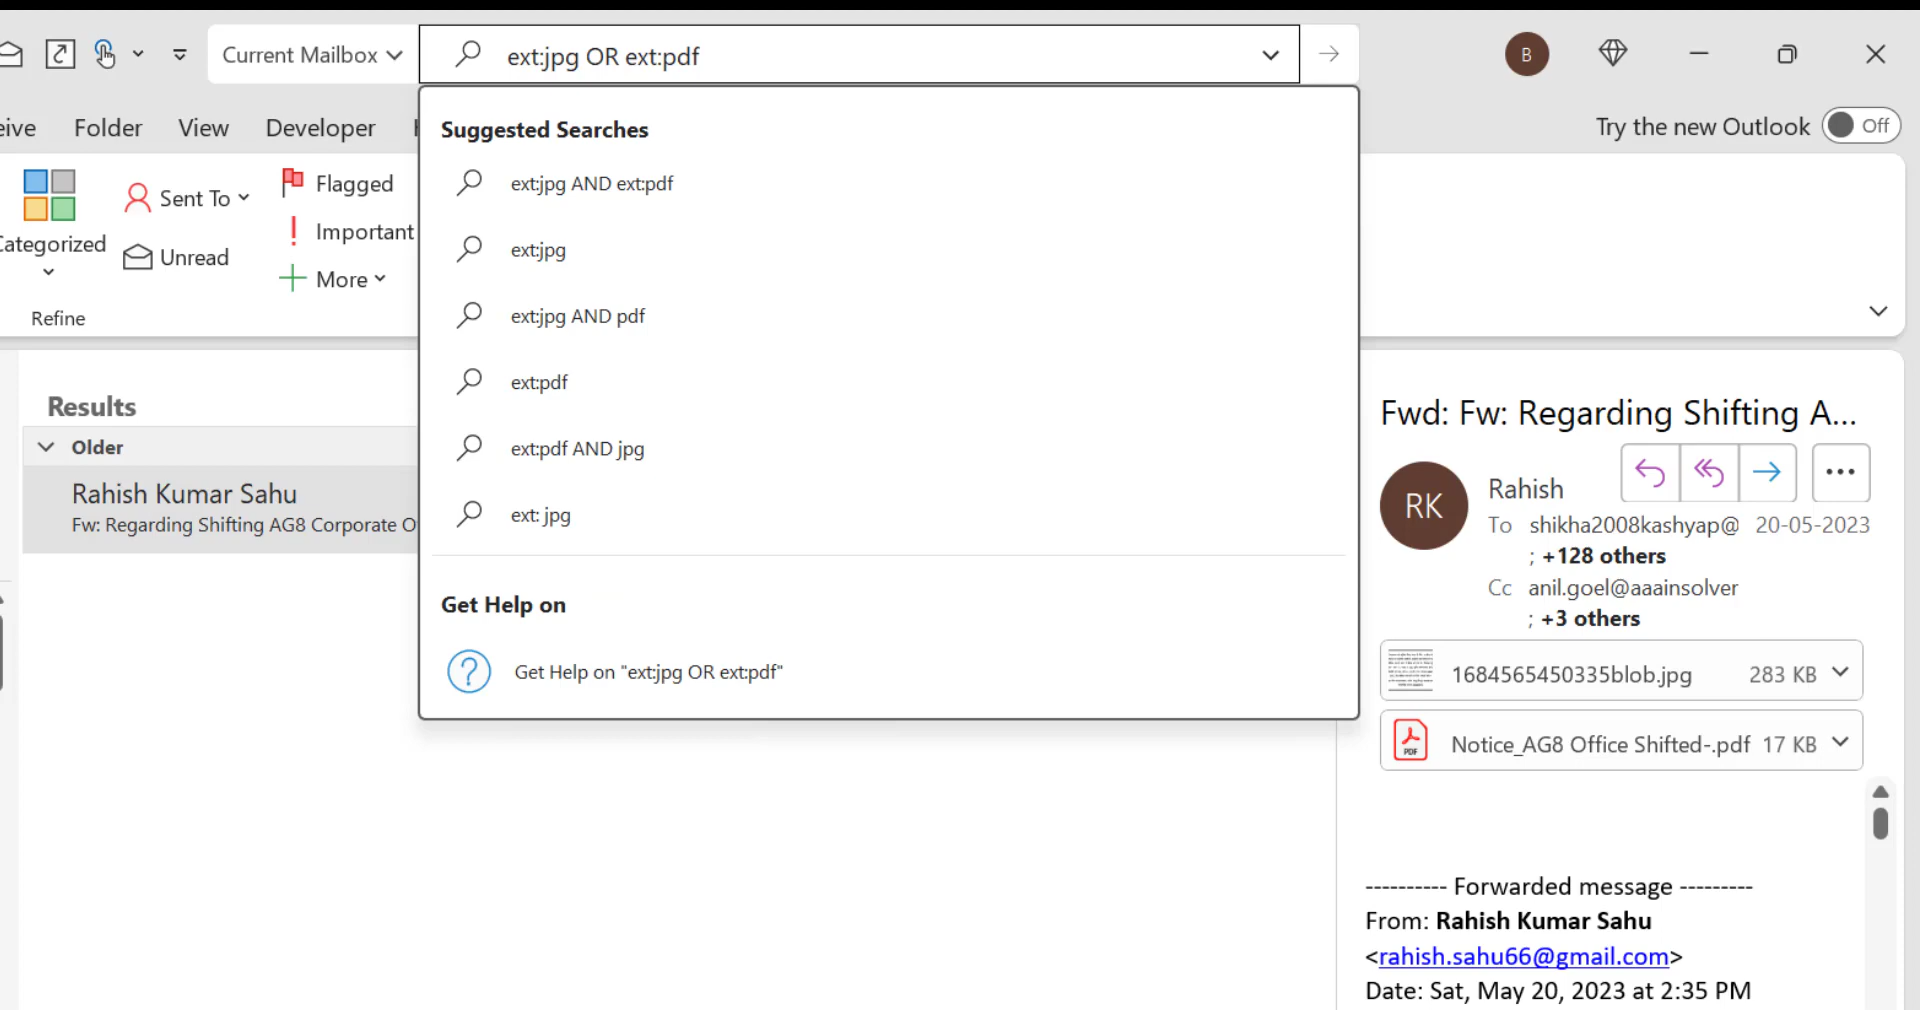 Current Mailbox
ext:jpg OR ext:pdf
B
eive
Folder
View
Developer
Try the new Outlook
Off
Categorized
Sent To
Unread
Flagged
Important
More
Refine
Suggested Searches
ext:jpg AND ext:pdf
ext:jpg
ext:jpg AND pdf
ext:pdf
ext:pdf AND jpg
ext: jpg
Get Help on
Get Help on "ext:jpg OR ext:pdf"
Results
Older
Rahish Kumar Sahu
Fw: Regarding Shifting AG8 Corporate O
Fwd: Fw: Regarding Shifting A...
RK
Rahish
To shikha2008kashyap@ 20-05-2023
; +128 others
Cc anil.goel@aaainsolver
; +3 others
1684565450335blob.jpg 283 KB
PDF
Notice_AG8 Office Shifted-.pdf 17 KB
---------- Forwarded message ---------
From: Rahish Kumar Sahu
<rahish.sahu66@gmail.com>
Date: Sat, May 20, 2023 at 2:35 PM